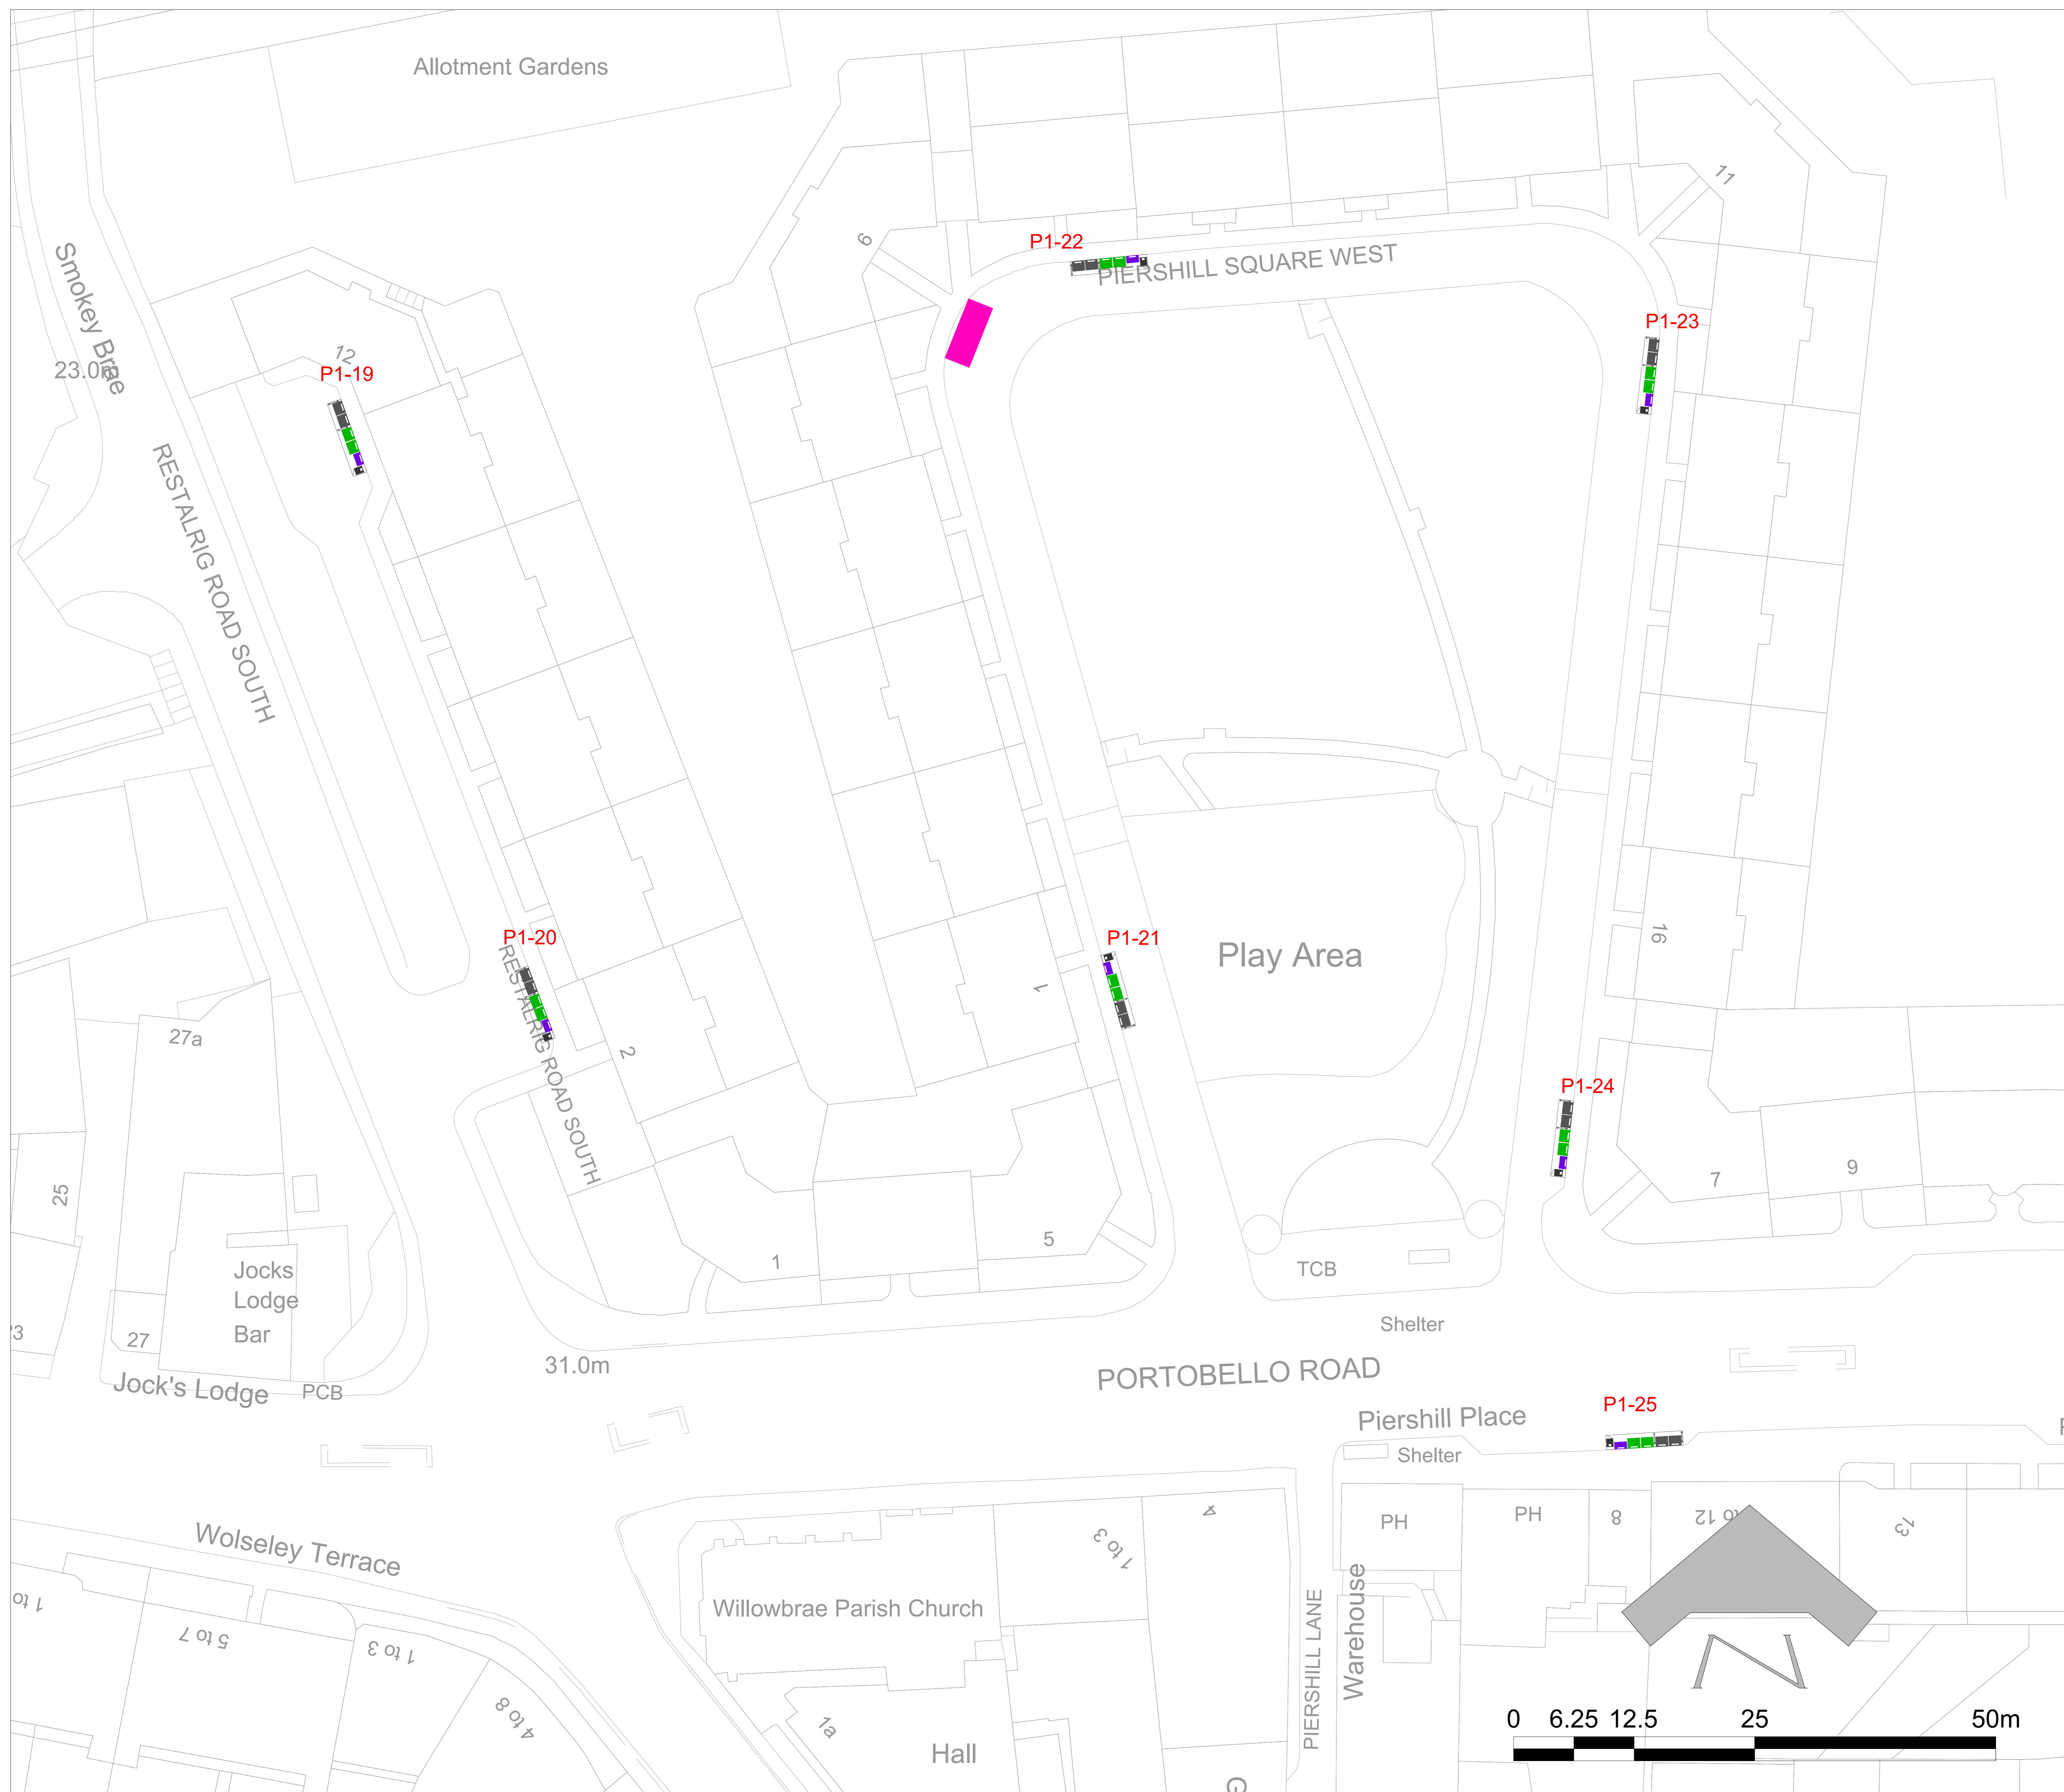 Allotment Gardens
11
P1-22
9
PIERSHILL SQUARE WEST
Smokey Brae
23.0m
12
P1-19
P1-23
RESTALRIG ROAD SOUTH
P1-20
P1-21
Play Area
16
RESTALRIG ROAD SOUTH
1
2
27a
P1-24
25
7
9
1
5
TCB
Jocks
Lodge
Bar
27
23
Shelter
31.0m
PORTOBELLO ROAD
Jock's Lodge
PCB
P1-25
Piershill Place
Shelter
4
1 to 3
PH
PH
8
12
13
Wolseley Terrace
1 to
5 to 7
1 to 3
4 to 8
Willowbrae Parish Church
1a
Hall
PIERSHILL LANE
Warehouse
N
0 6.25 12.5 25 50m
G